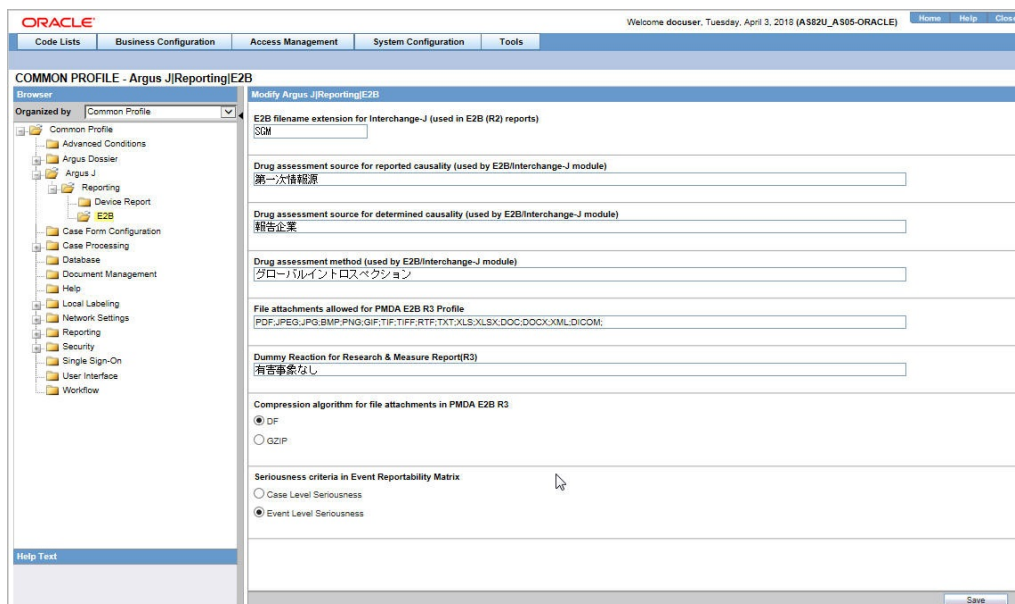 ORACLE
Welcome docuser, Tuesday, April 3, 2018 (AS82U_AS05-ORACLE)
Home Help Close
Code Lists Business Configuration Access Management System Configuration Tools
COMMON PROFILE - Argus J|Reporting|E2B
Browser
Organized by Common Profile
Common Profile
Advanced Conditions
Argus Dossier
Argus J
Reporting
Device Report
E2B
Case Form Configuration
Case Processing
Database
Document Management
Help
Local Labeling
Network Settings
Reporting
Security
Single Sign-On
User Interface
Workflow
Help Text
Modify Argus J|Reporting|E2B
E2B filename extension for Interchange-J (used in E2B (R2) reports)
SGM
Drug assessment source for reported causality (used by E2B/Interchange-J module)
第一次情報源
Drug assessment source for determined causality (used by E2B/Interchange-J module)
報告企業
Drug assessment method (used by E2B/Interchange-J module)
グローバルイントロスペクション
File attachments allowed for PMDA E2B R3 Profile
PDF;JPEG;JPG;BMP;PNG;GIF;TIF;TIFF;RTF;TXT;XLS;XLSX;DOC;DOCX;XML;DICOM;
Dummy Reaction for Research & Measure Report(R3)
有害事象なし
Compression algorithm for file attachments in PMDA E2B R3
DF
GZIP
Seriousness criteria in Event Reportability Matrix
Case Level Seriousness
Event Level Seriousness
Save